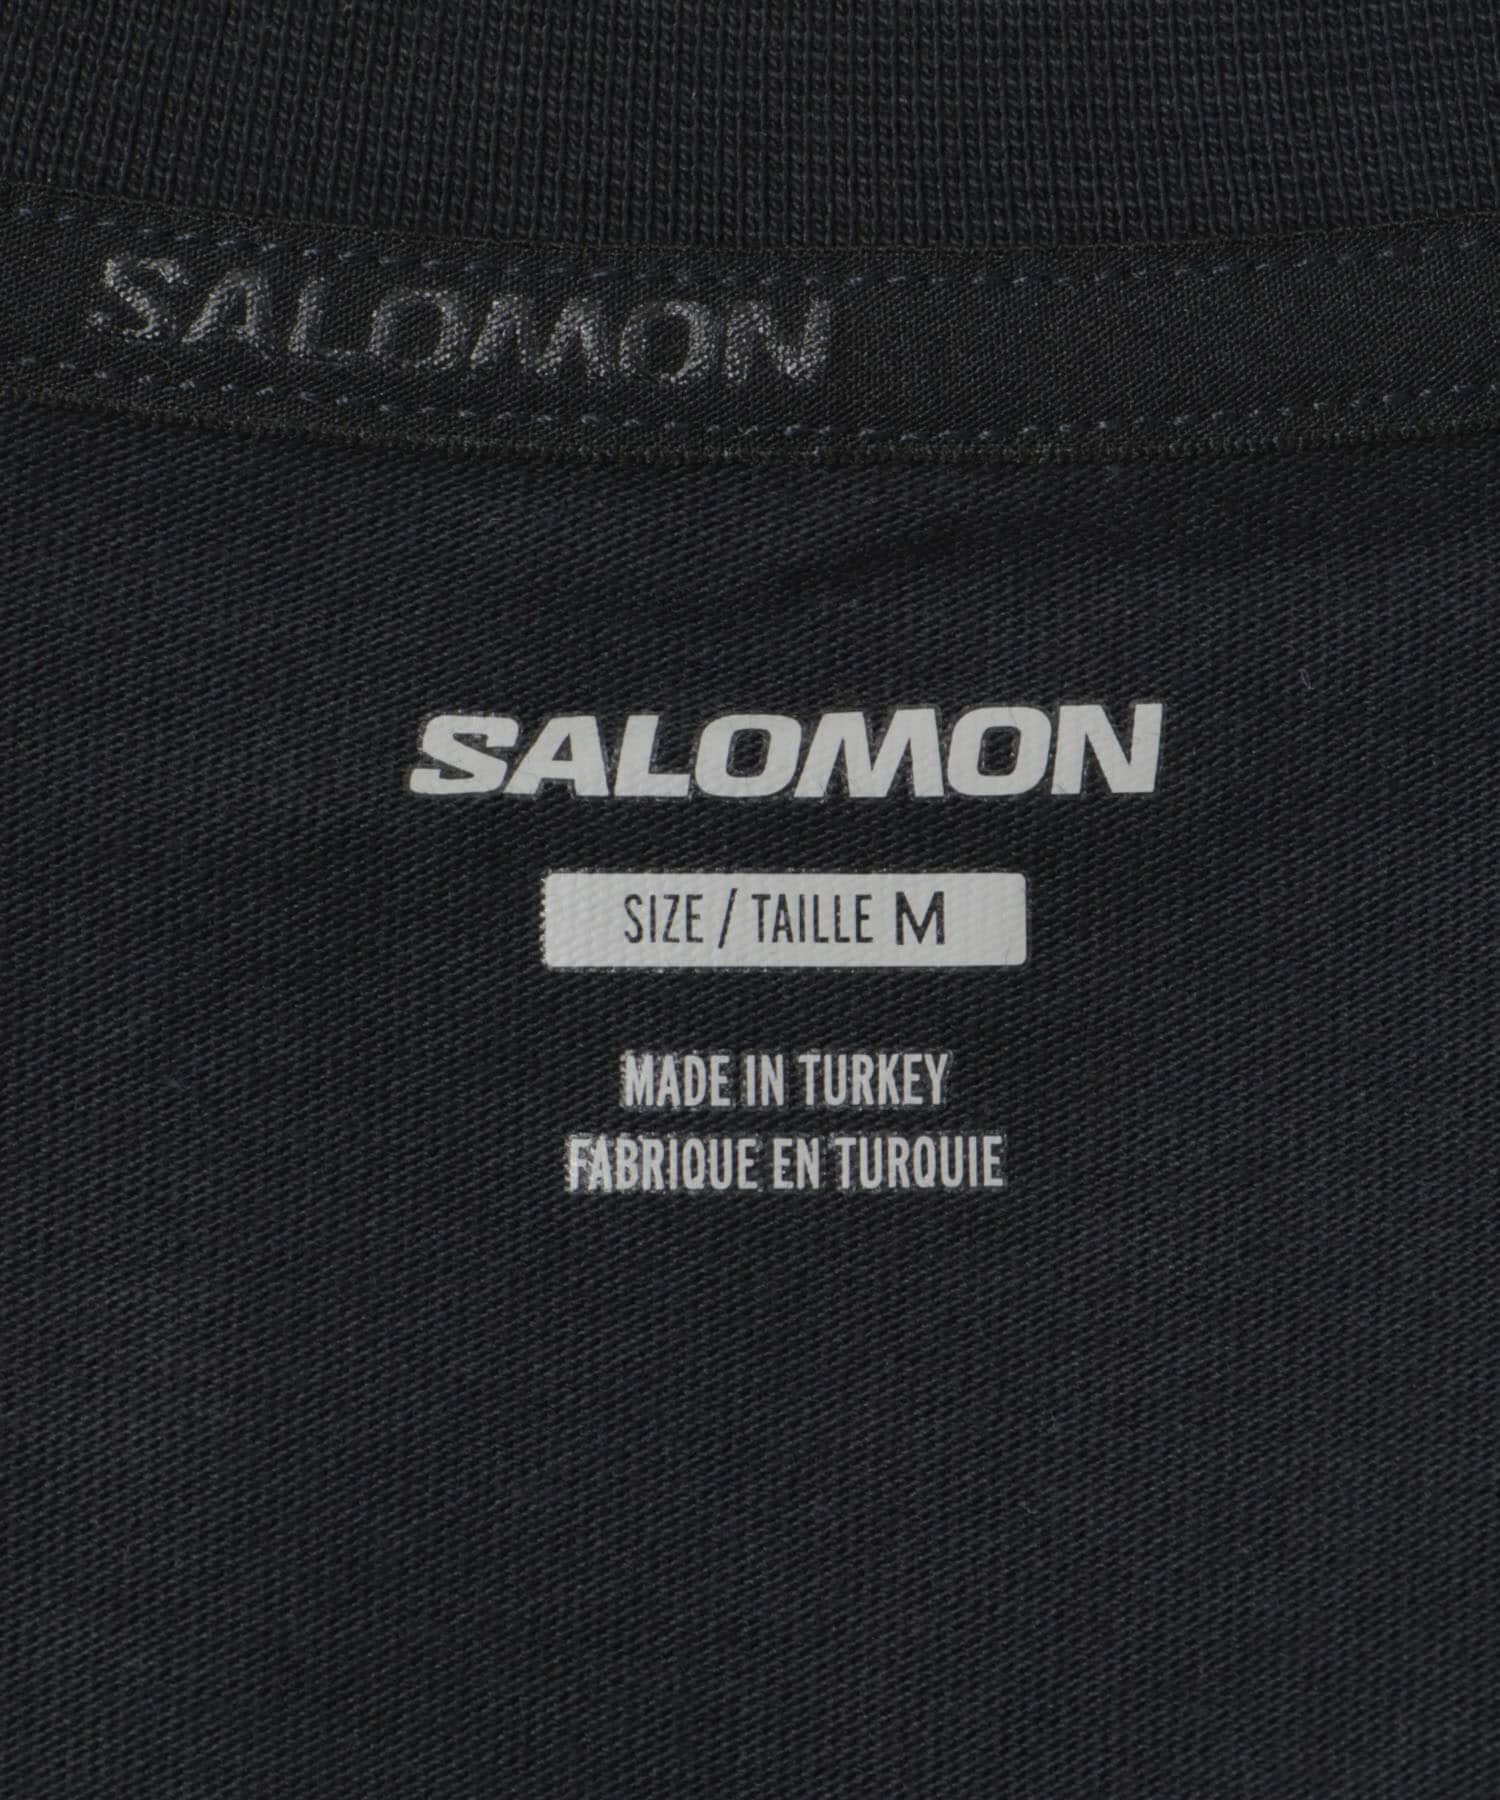 SALOMON
SALOMON
SIZE / TAILLE M
MADE IN TURKEY
FABRIQUE EN TURQUIE